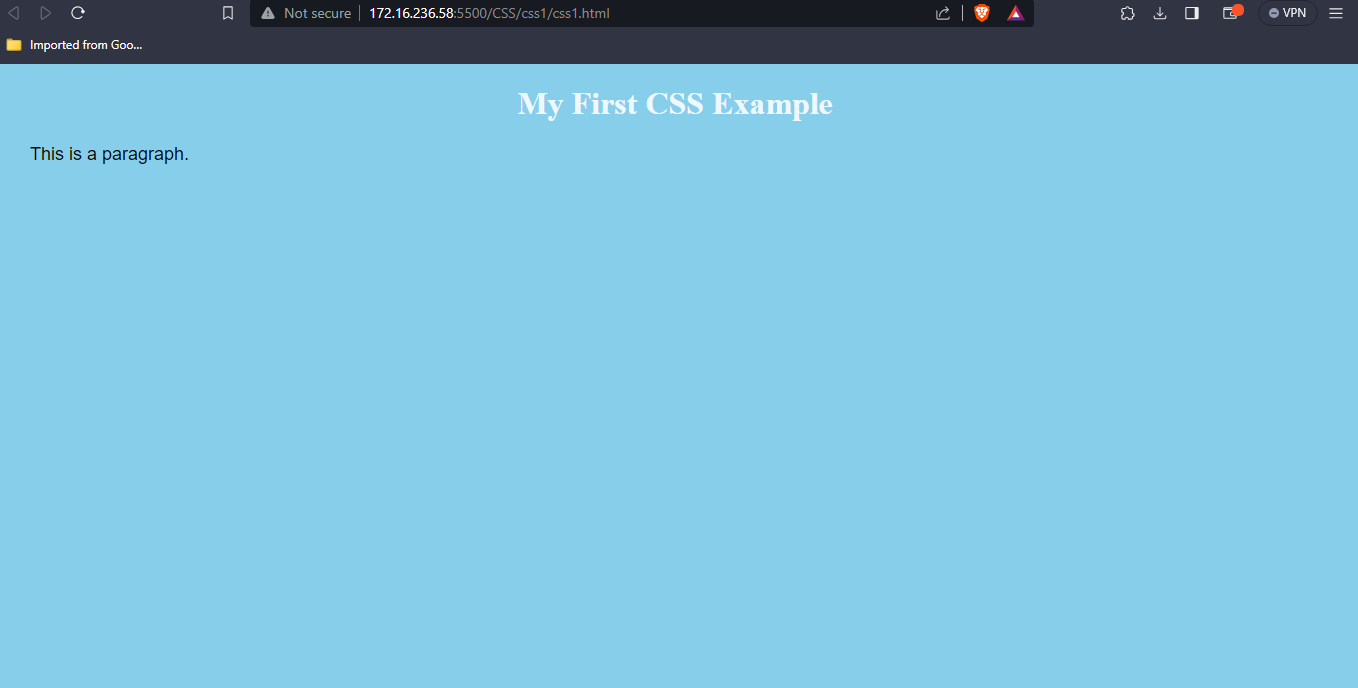 Not secure 172.16.236.58:5500/CSS/css1/css1.html VPN
Imported from Goo...
My First CSS Example
This is a paragraph.